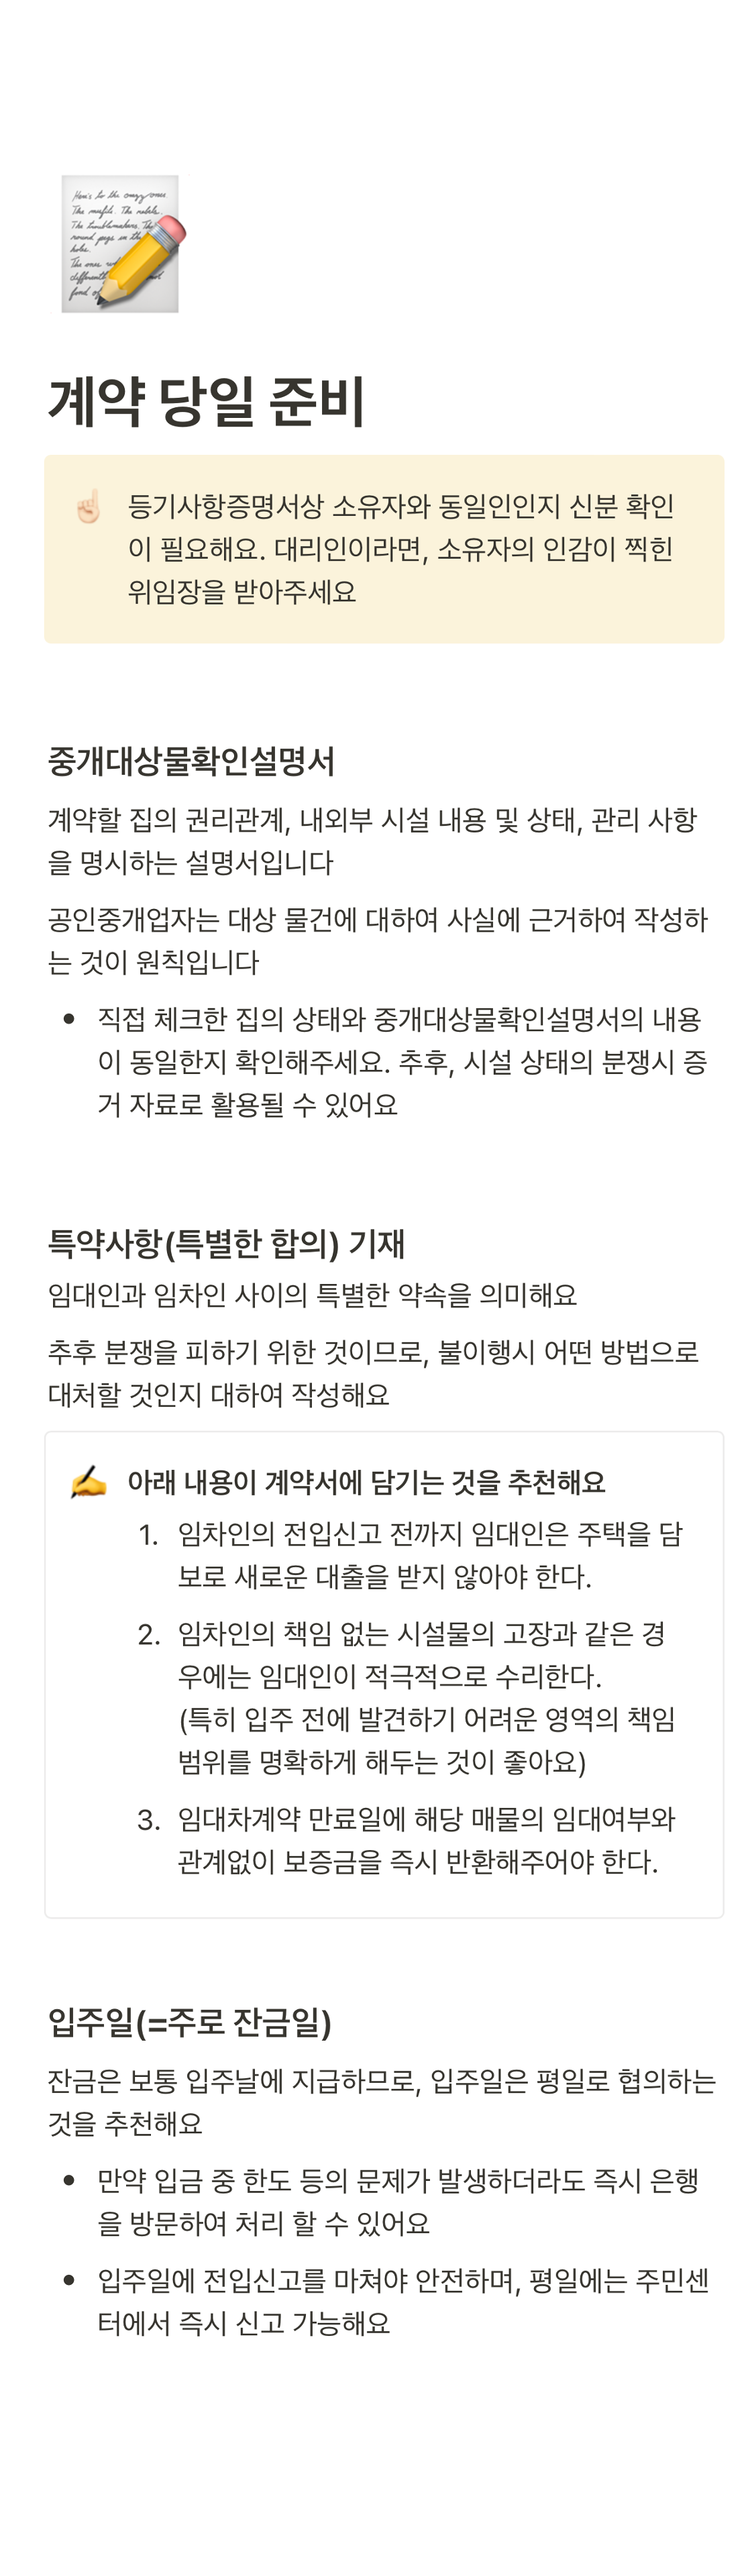 계약 당일 준비
등기사항증명서상 소유자와 동일인인지 신분 확인
이 필요해요. 대리인이라면, 소유자의 인감이 찍힌
위임장을 받아주세요
중개대상물확인설명서
계약할 집의 권리관계, 내외부 시설 내용 및 상태, 관리 사항
을 명시하는 설명서입니다
공인중개업자는 대상 물건에 대하여 사실에 근거하여 작성하
는 것이 원칙입니다
• 직접 체크한 집의 상태와 중개대상물확인설명서의 내용
이 동일한지 확인해주세요. 추후, 시설 상태의 분쟁시 증
거 자료로 활용될 수 있어요
특약사항(특별한 합의) 기재
임대인과 임차인 사이의 특별한 약속을 의미해요
추후 분쟁을 피하기 위한 것이므로, 불이행시 어떤 방법으로
대처할 것인지 대하여 작성해요
아래 내용이 계약서에 담기는 것을 추천해요
1. 임차인의 전입신고 전까지 임대인은 주택을 담
보로 새로운 대출을 받지 않아야 한다.
2. 임차인의 책임 없는 시설물의 고장과 같은 경
우에는 임대인이 적극적으로 수리한다.
(특히 입주 전에 발견하기 어려운 영역의 책임
범위를 명확하게 해두는 것이 좋아요)
3. 임대차계약 만료일에 해당 매물의 임대여부와
관계없이 보증금을 즉시 반환해주어야 한다.
입주일(=주로 잔금일)
잔금은 보통 입주날에 지급하므로, 입주일은 평일로 협의하는
것을 추천해요
• 만약 입금 중 한도 등의 문제가 발생하더라도 즉시 은행
을 방문하여 처리 할 수 있어요
• 입주일에 전입신고를 마쳐야 안전하며, 평일에는 주민센
터에서 즉시 신고 가능해요